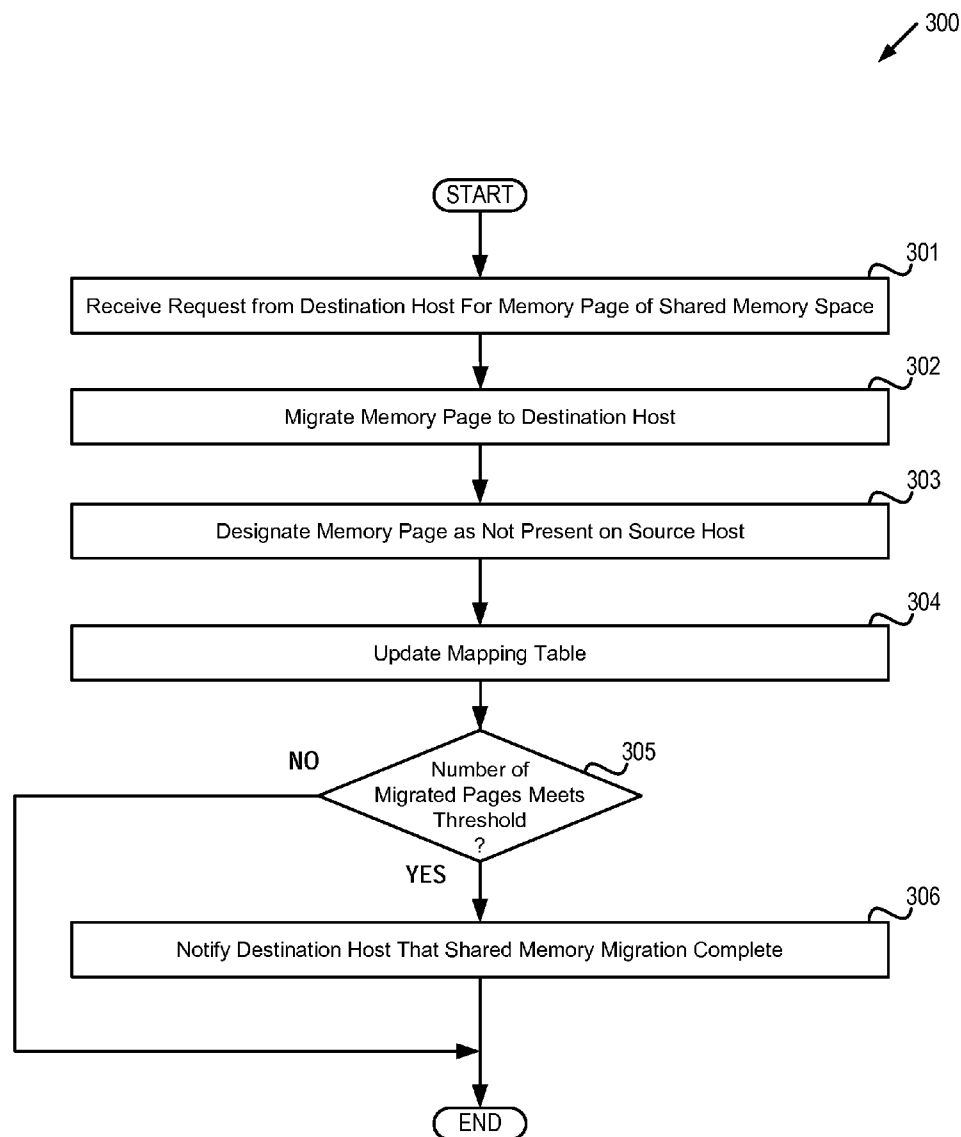 300
START
301
Receive Request from Destination Host For Memory Page of Shared Memory Space
302
Migrate Memory Page to Destination Host
303
Designate Memory Page as Not Present on Source Host
304
Update Mapping Table
305
NO
Number of
Migrated Pages Meets
Threshold
?
YES
306
Notify Destination Host That Shared Memory Migration Complete
END